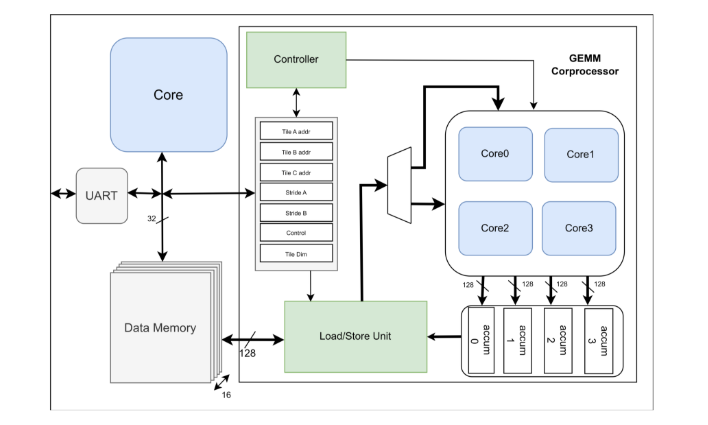 Controller
GEMM
Corprocessor
Core
Tile A addr
Tile B addr
Tile C addr
Stride A
Stride B
Control
Tile Dim
Core0
Core1
Core2
Core3
UART
32
128
128
128
128
Data Memory
128
16
Load/Store Unit
accum
0
accum
1
accum
2
accum
3